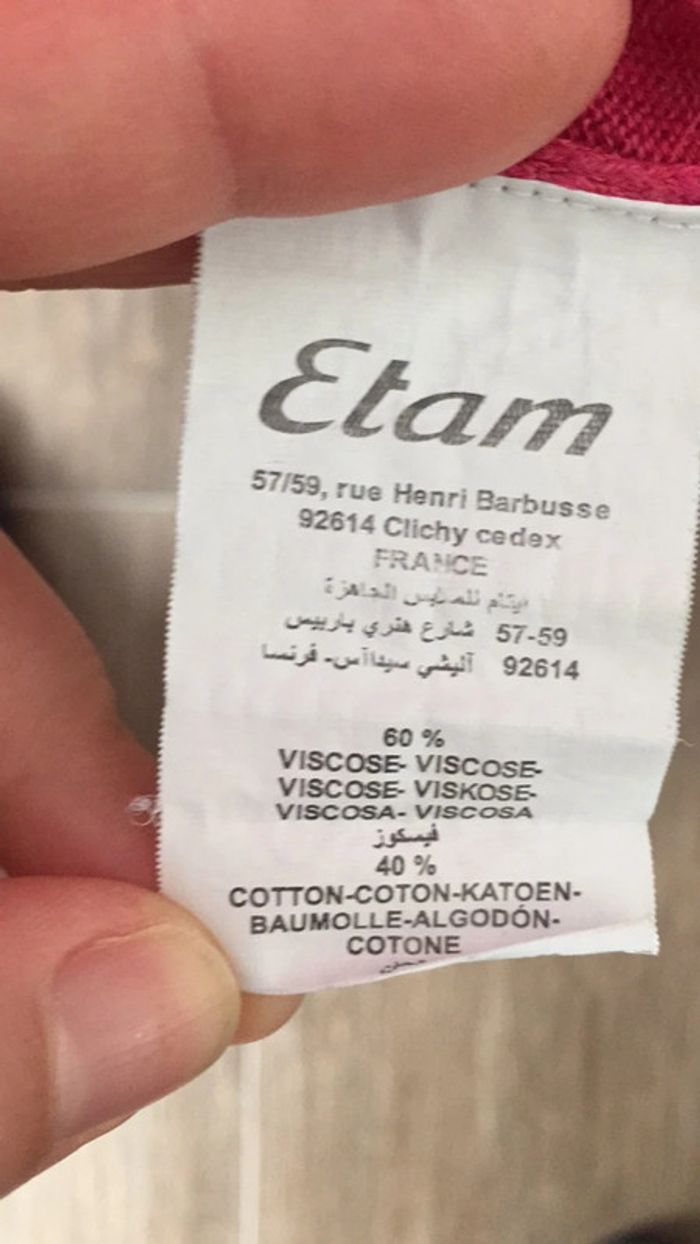 Etam
57/59, rue Henri Barbusse
92614 Clichy cedex
FRANCE
إيتام للملابس الجاهزة
57-59 شارع هنري باربيس
92614 آليشي سيداآس- فرنسا
60 %
VISCOSE- VISCOSE-
VISCOSE- VISKOSE-
VISCOSA- VISCOSA
فيسكوز
40 %
COTTON-COTON-KATOEN-
BAUMOLLE-ALGODÓN-
COTONE